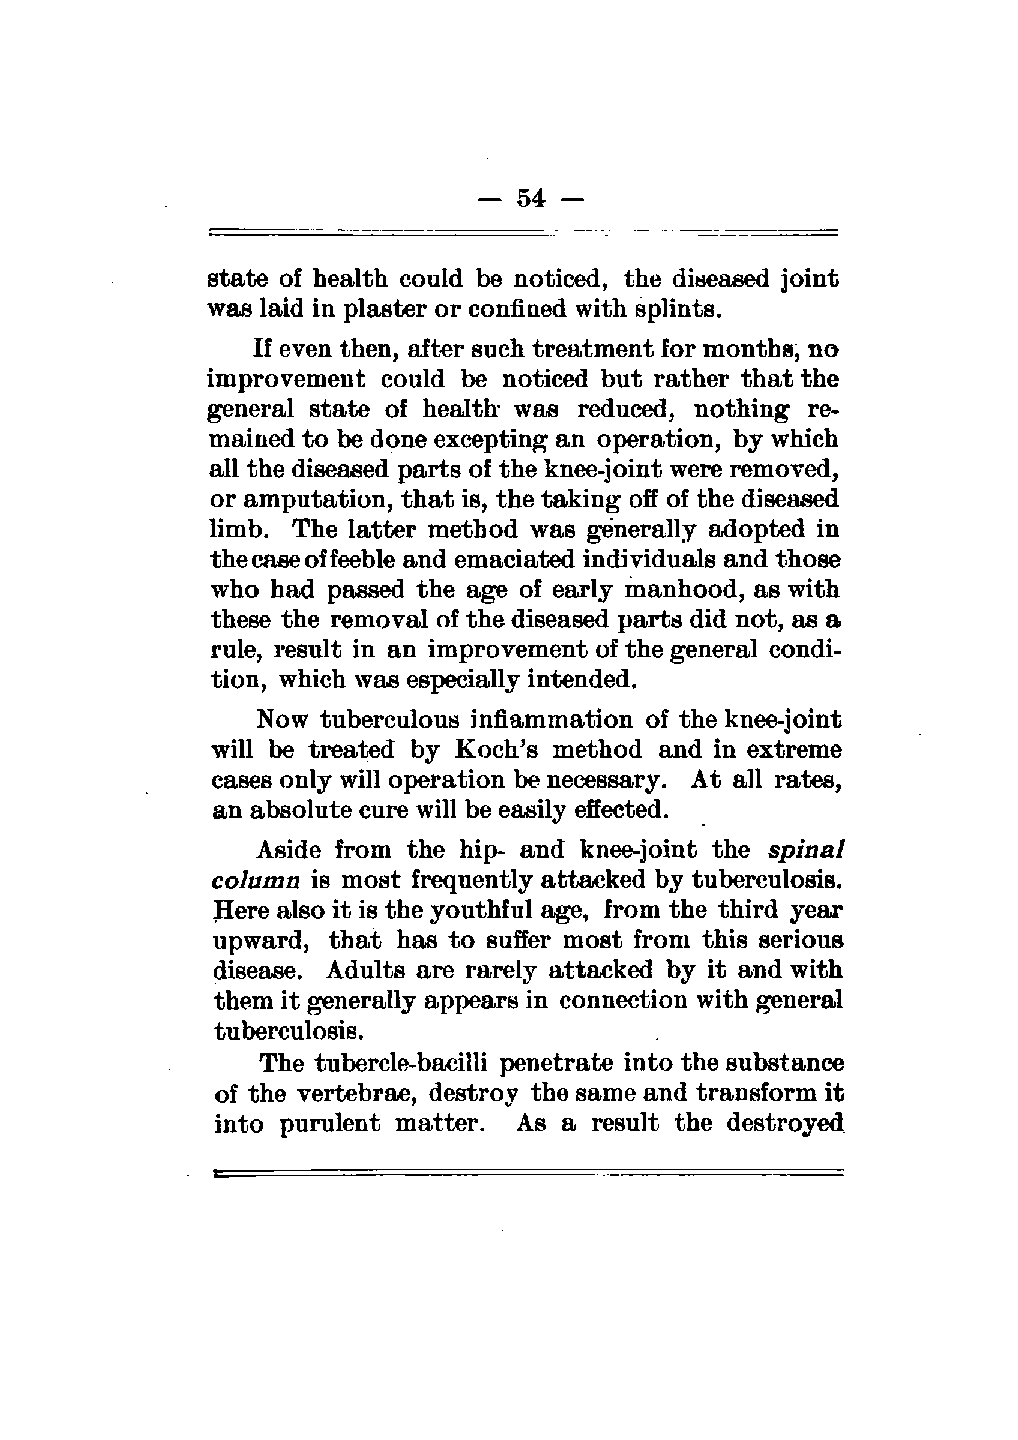 — 54 —
state of health could be noticed, the diseased joint
was laid in plaster or confined with splints.
If even then, after such treatment for months, no
improvement could be noticed but rather that the
general state of health was reduced, nothing re-
mained to be done excepting an operation, by which
all the diseased parts of the knee-joint were removed,
or amputation, that is, the taking off of the diseased
limb. The latter method was generally adopted in
the case of feeble and emaciated individuals and those
who had passed the age of early manhood, as with
these the removal of the diseased parts did not, as a
rule, result in an improvement of the general condi-
tion, which was especially intended.
Now tuberculous inflammation of the knee-joint
will be treated by Koch's method and in extreme
cases only will operation be necessary. At all rates,
an absolute cure will be easily effected.
Aside from the hip- and knee-joint the spinal
column is most frequently attacked by tuberculosis.
Here also it is the youthful age, from the third year
upward, that has to suffer most from this serious
disease. Adults are rarely attacked by it and with
them it generally appears in connection with general
tuberculosis.
The tubercle-bacilli penetrate into the substance
of the vertebrae, destroy the same and transform it
into purulent matter. As a result the destroyed